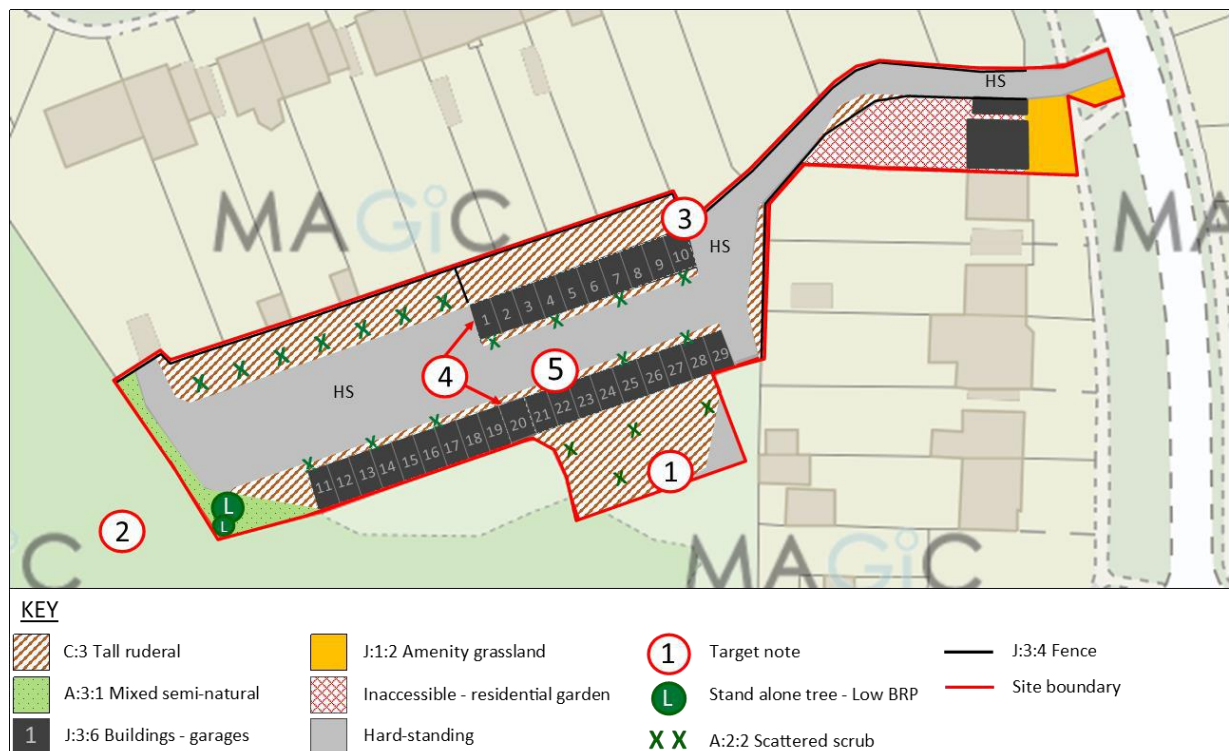 HS
MAGiC
MAGiC
3
HS
1 2 3 4 5 6 7 8 9 10
4
5
HS
11 12 13 14 15 16 17 18 19 20 21 22 23 24 25 26 27 28 29
1
L
L
2
iC
MAGiC
KEY
C:3 Tall ruderal
J:1:2 Amenity grassland
1 Target note
J:3:4 Fence
A:3:1 Mixed semi-natural
Inaccessible - residential garden
L Stand alone tree - Low BRP
Site boundary
1 J:3:6 Buildings - garages
Hard-standing
X X A:2:2 Scattered scrub